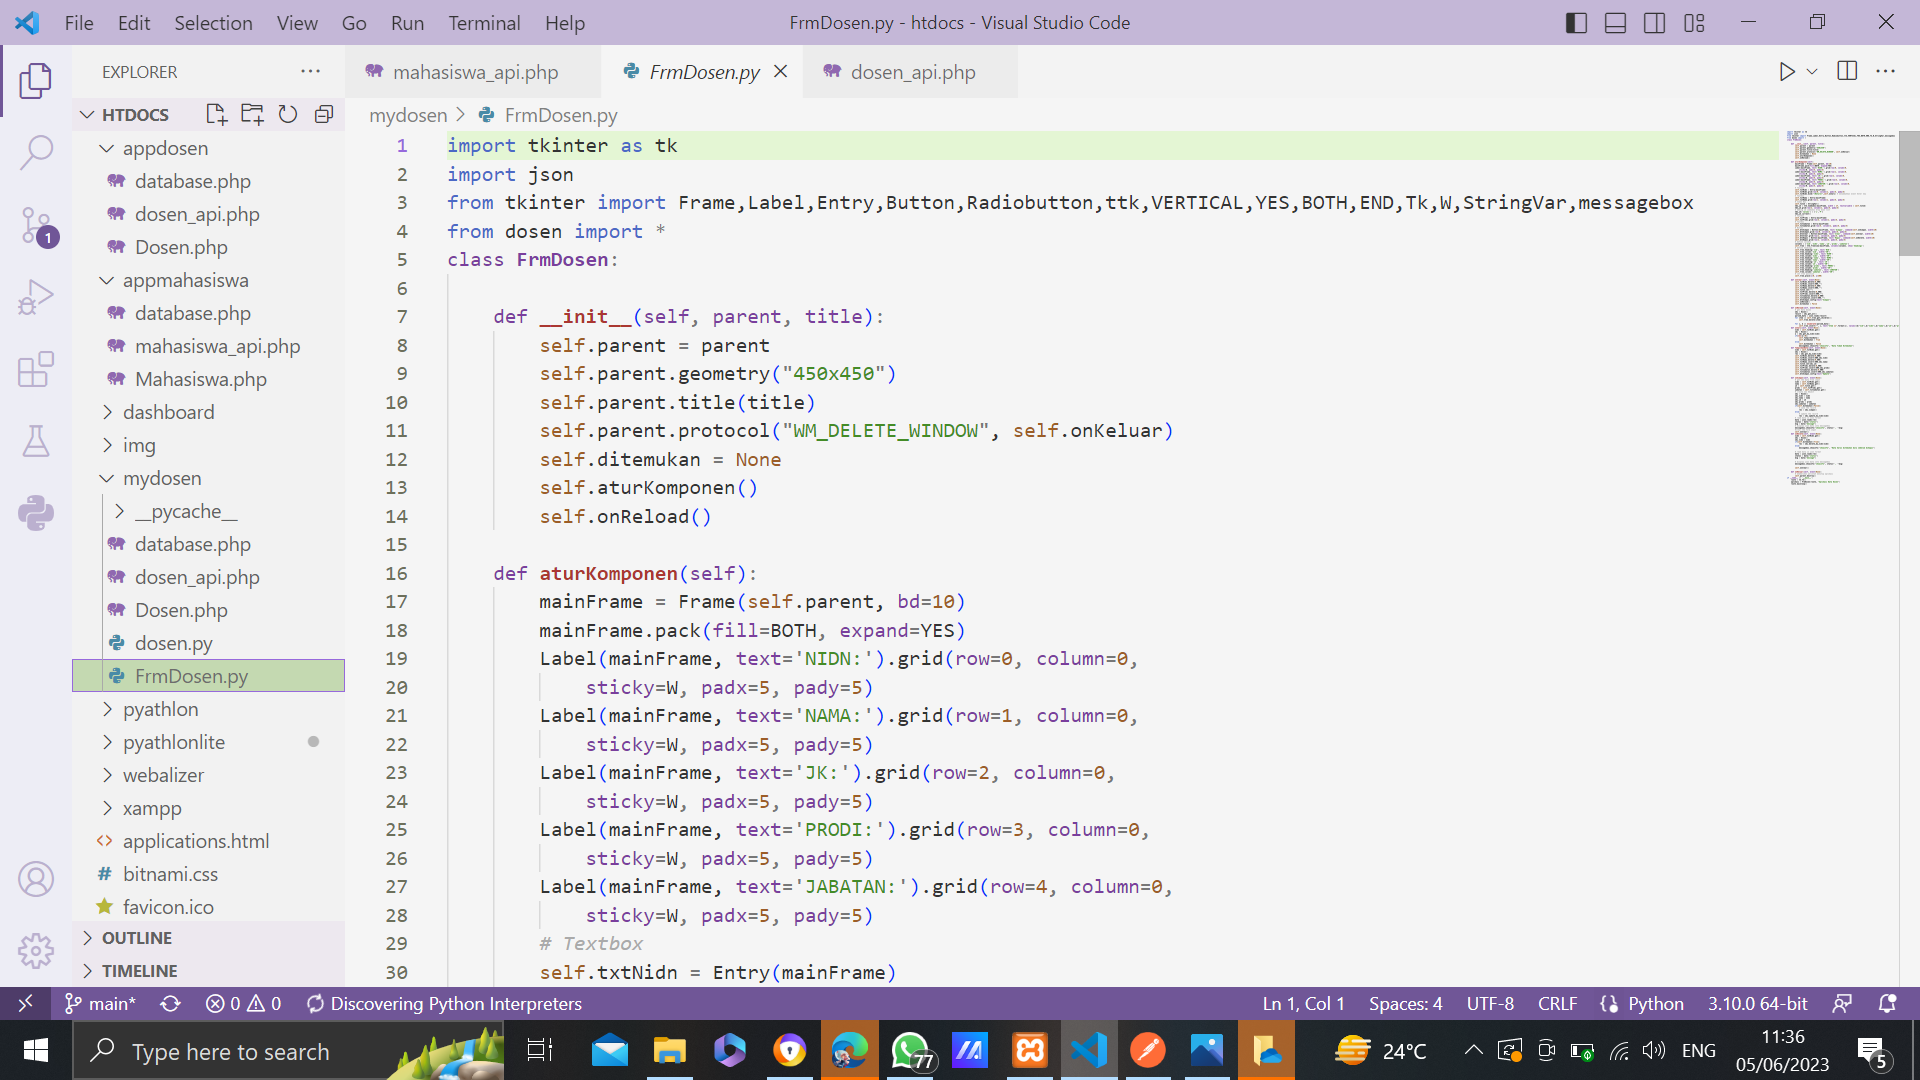 File Edit Selection View Go Run Terminal Help
FrmDosen.py - htdocs - Visual Studio Code
EXPLORER
HTDOCS
appdosen
database.php
dosen_api.php
Dosen.php
appmahasiswa
database.php
mahasiswa_api.php
Mahasiswa.php
dashboard
img
mydosen
__pycache__
database.php
dosen_api.php
Dosen.php
dosen.py
FrmDosen.py
pyathlon
pyathlonlite
webalizer
xampp
applications.html
bitnami.css
favicon.ico
OUTLINE
TIMELINE
1
mahasiswa_api.php FrmDosen.py dosen_api.php
mydosen > FrmDosen.py
1 import tkinter as tk
2 import json
3 from tkinter import Frame,Label,Entry,Button,Radiobutton,ttk,VERTICAL,YES,BOTH,END,Tk,W,StringVar,messagebox
4 from dosen import *
5 class FrmDosen:
6
7 def __init__(self, parent, title):
8 self.parent = parent
9 self.parent.geometry("450x450")
10 self.parent.title(title)
11 self.parent.protocol("WM_DELETE_WINDOW", self.onKeluar)
12 self.ditemukan = None
13 self.aturKomponen()
14 self.onReload()
15
16 def aturKomponen(self):
17 mainFrame = Frame(self.parent, bd=10)
18 mainFrame.pack(fill=BOTH, expand=YES)
19 Label(mainFrame, text='NIDN:').grid(row=0, column=0,
20 sticky=W, padx=5, pady=5)
21 Label(mainFrame, text='NAMA:').grid(row=1, column=0,
22 sticky=W, padx=5, pady=5)
23 Label(mainFrame, text='JK:').grid(row=2, column=0,
24 sticky=W, padx=5, pady=5)
25 Label(mainFrame, text='PRODI:').grid(row=3, column=0,
26 sticky=W, padx=5, pady=5)
27 Label(mainFrame, text='JABATAN:').grid(row=4, column=0,
28 sticky=W, padx=5, pady=5)
29 # Textbox
30 self.txtNidn = Entry(mainFrame)
main* 0 0 Discovering Python Interpreters
Ln 1, Col 1 Spaces: 4 UTF-8 CRLF Python 3.10.0 64-bit
Type here to search
77
24°C
ENG
11:36
05/06/2023
5